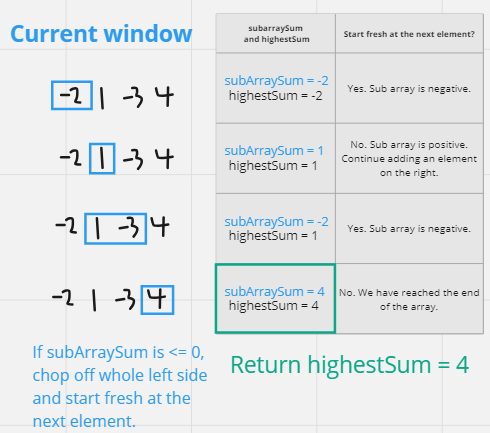 Current window
subarraySum
and highestSum
Start fresh at the next element?
-2 1 -3 4
subArraySum = -2
highestSum = -2
Yes. Sub array is negative.
-2 1 -3 4
subArraySum = 1
highestSum = 1
No. Sub array is positive.
Continue adding an element
on the right.
-2 1 -3 4
subArraySum = -2
highestSum = 1
Yes. Sub array is negative.
-2 1 -3 4
subArraySum = 4
highestSum = 4
No. We have reached the end
of the array.
If subArraySum is <= 0,
chop off whole left side
and start fresh at the
next element.
Return highestSum = 4